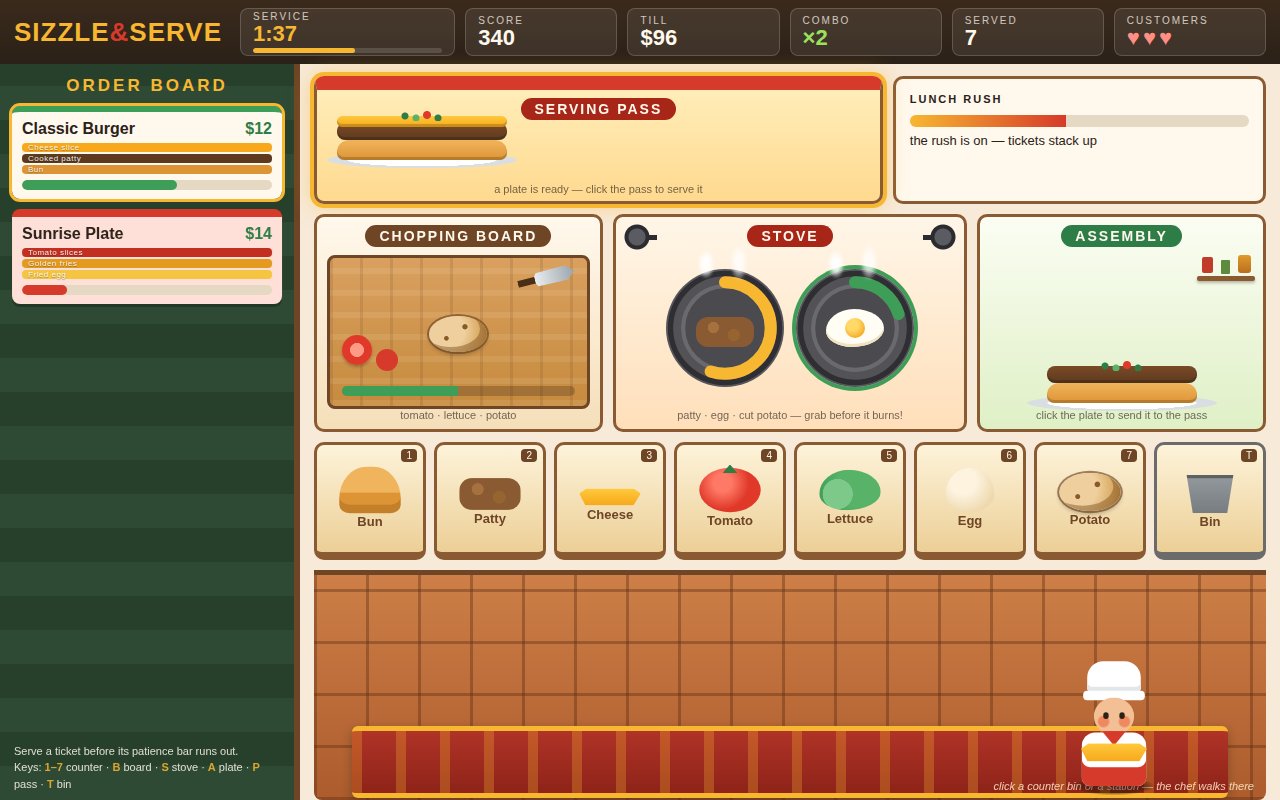 SIZZLE&SERVE
SERVICE
1:37
SCORE
340
TILL
$96
COMBO
×2
SERVED
7
CUSTOMERS
♥♥♥
ORDER BOARD
Classic Burger $12
Cheese slice
Cooked patty
Bun
Sunrise Plate $14
Tomato slices
Golden fries
Fried egg
Serve a ticket before its patience bar runs out.
Keys: 1–7 counter · B board · S stove · A plate · P
pass · T bin
SERVING PASS
a plate is ready — click the pass to serve it
LUNCH RUSH
the rush is on — tickets stack up
CHOPPING BOARD
tomato · lettuce · potato
STOVE
patty · egg · cut potato — grab before it burns!
ASSEMBLY
click the plate to send it to the pass
1
Bun
2
Patty
3
Cheese
4
Tomato
5
Lettuce
6
Egg
7
Potato
T
Bin
click a counter bin or a station — the chef walks there